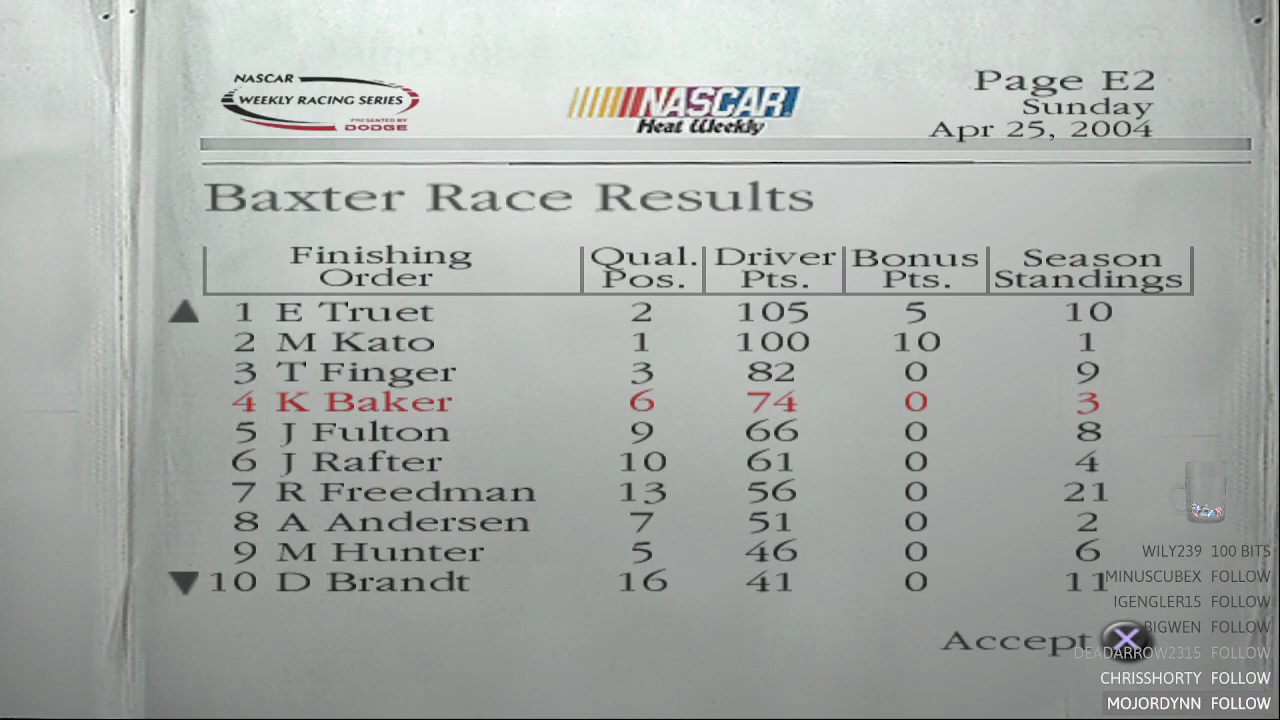 NASCAR
WEEKLY RACING SERIES
PRESENTED BY
DODGE
NASCAR
Heat Weekly
Page E2
Sunday
Apr 25, 2004
Baxter Race Results
Finishing Order Qual. Pos. Driver Pts. Bonus Pts. Season Standings
1 E Truet 2 105 5 10
2 M Kato 1 100 10 1
3 T Finger 3 82 0 9
4 K Baker 6 74 0 3
5 J Fulton 9 66 0 8
6 J Rafter 10 61 0 4
7 R Freedman 13 56 0 21
8 A Andersen 7 51 0 2
9 M Hunter 5 46 0 6
10 D Brandt 16 41 0 11
Accept
WILY239 100 BITS
MINUSCUBEX FOLLOW
IGENGLER15 FOLLOW
BIGWEN FOLLOW
DEADARROW2315 FOLLOW
CHRISSHORTY FOLLOW
MOJORDYNN FOLLOW